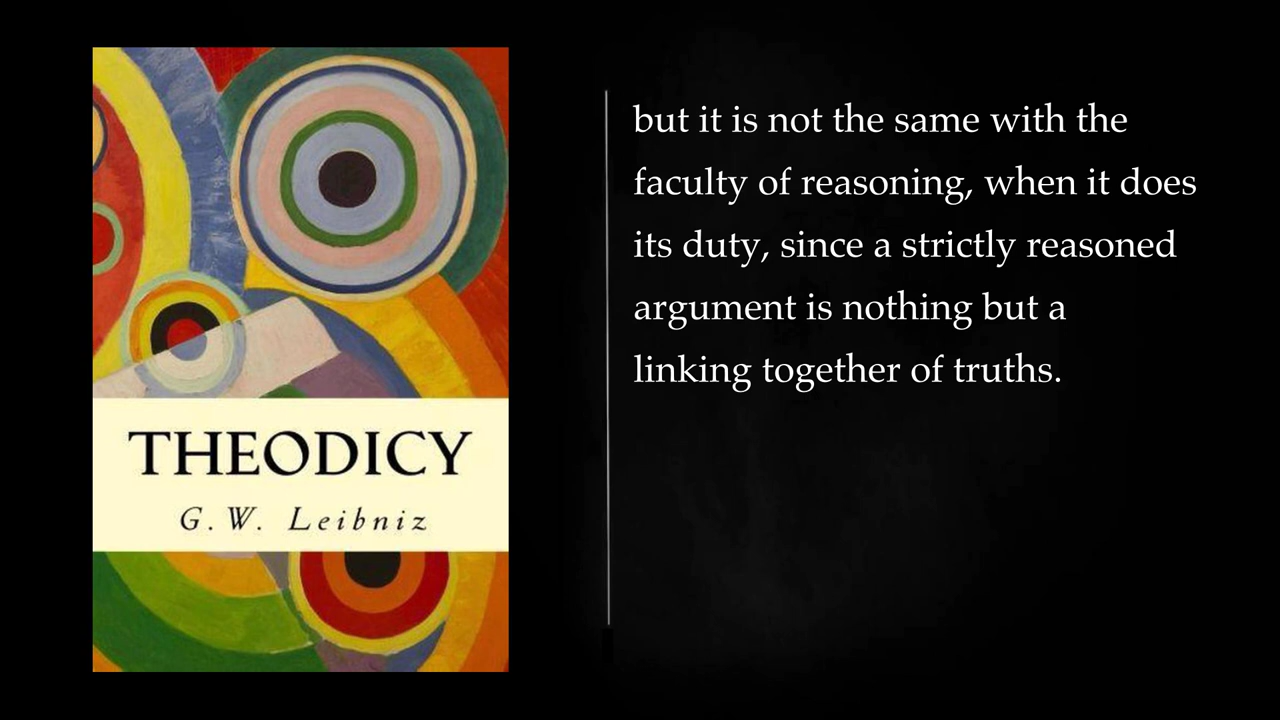 THEODICY
G. W. Leibniz
but it is not the same with the
faculty of reasoning, when it does
its duty, since a strictly reasoned
argument is nothing but a
linking together of truths.